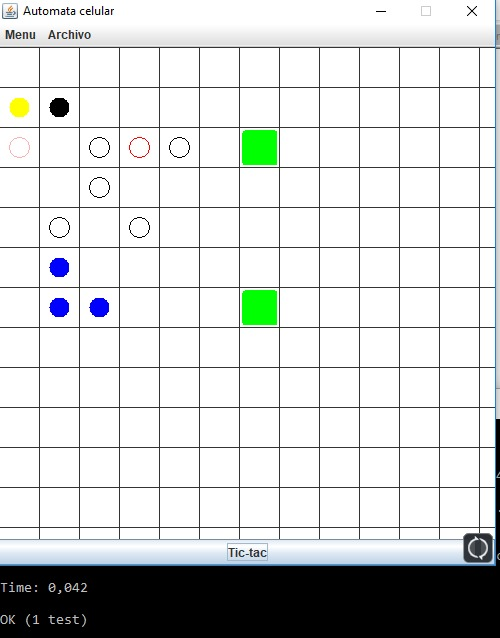 Automata celular
Menu Archivo
Tic-tac
Time: 0,042
OK (1 test)